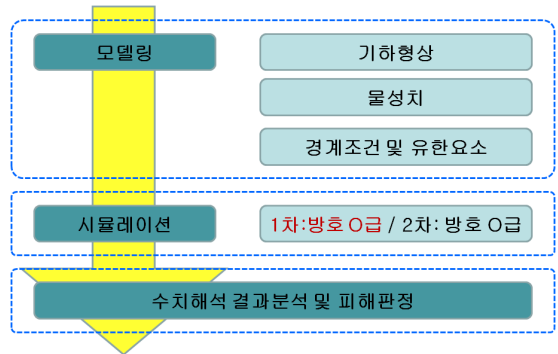 모델링
기하형상
물성치
경계조건 및 유한요소
시뮬레이션
1차:방호 O급 / 2차: 방호 O급
수치해석 결과분석 및 피해판정